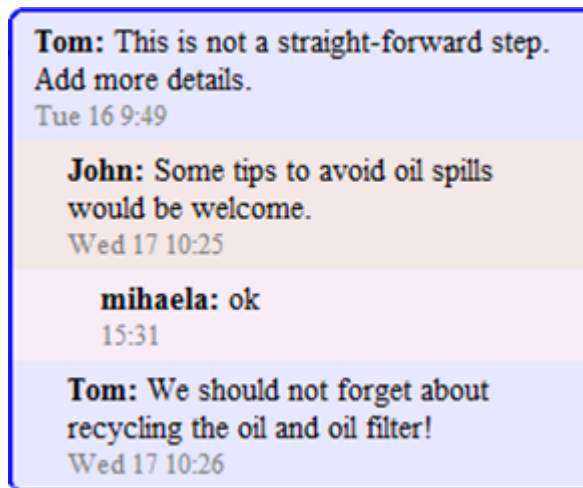 Tom: This is not a straight-forward step.
Add more details.
Tue 16 9:49
John: Some tips to avoid oil spills
would be welcome.
Wed 17 10:25
mihaela: ok
15:31
Tom: We should not forget about
recycling the oil and oil filter!
Wed 17 10:26